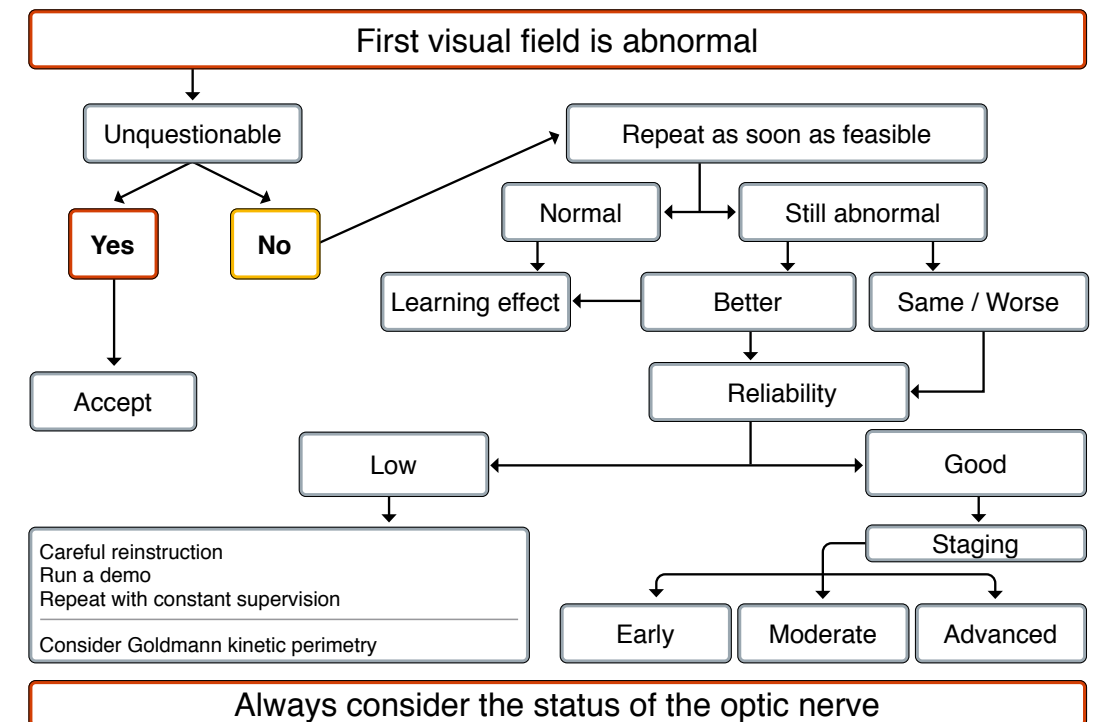 First visual field is abnormal
Unquestionable
Repeat as soon as feasible
Normal
Still abnormal
Yes
No
Learning effect
Better
Same / Worse
Accept
Reliability
Low
Good
Careful reinstruction
Run a demo
Repeat with constant supervision
Consider Goldmann kinetic perimetry
Staging
Early
Moderate
Advanced
Always consider the status of the optic nerve